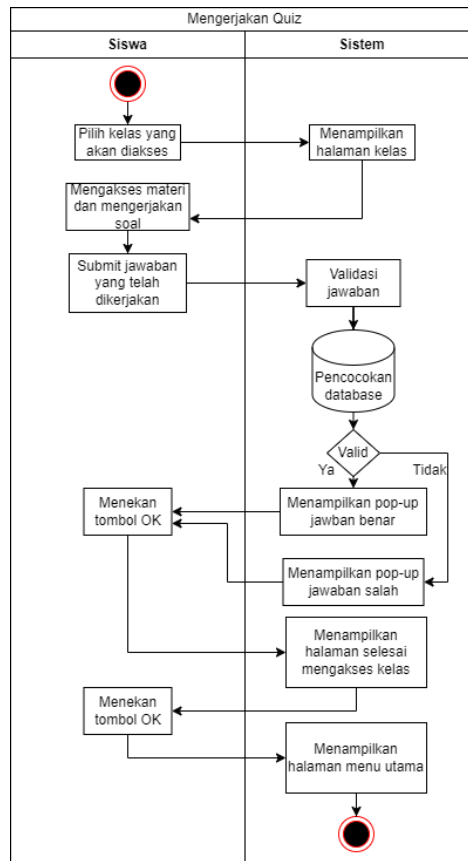 Mengerjakan Quiz
Siswa
Sistem
Pilih kelas yang
akan diakses
Menampilkan
halaman kelas
Mengakses materi
dan mengerjakan
soal
Submit jawaban
yang telah
dikerjakan
Validasi
jawaban
Pencocokan
database
Valid
Ya
Tidak
Menekan
tombol OK
Menampilkan pop-up
jawban benar
Menampilkan pop-up
jawaban salah
Menampilkan
halaman selesai
mengakses kelas
Menekan
tombol OK
Menampilkan
halaman menu utama